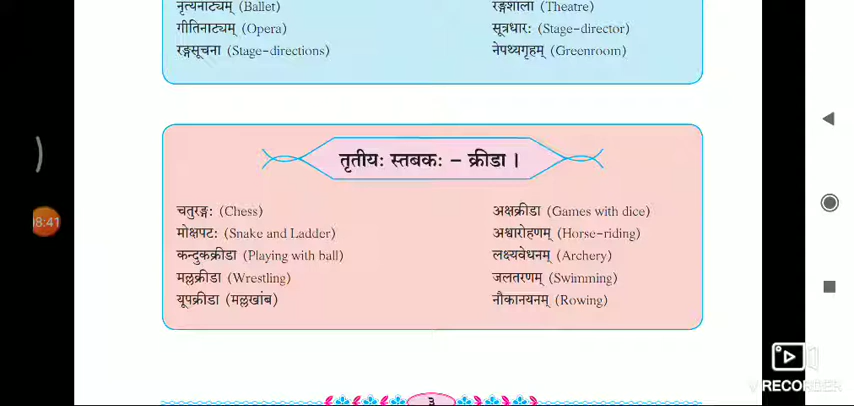 नृत्यनाट्यम् (Ballet)
रङ्गशाला (Theatre)
गीतिनाट्यम् (Opera)
सूत्रधारः (Stage-director)
रङ्गसूचना (Stage-directions)
नेपथ्यगृहम् (Greenroom)
तृतीयः स्तबकः - क्रीडा ।
चतुरङ्गः (Chess)
अक्षक्रीडा (Games with dice)
मोक्षपटः (Snake and Ladder)
अश्वारोहणम् (Horse-riding)
कन्दुकक्रीडा (Playing with ball)
लक्ष्यवेधनम् (Archery)
मल्लक्रीडा (Wrestling)
जलतरणम् (Swimming)
यूपक्रीडा (मल्लखांब)
नौकानयनम् (Rowing)
8:41
VRECORDER
३